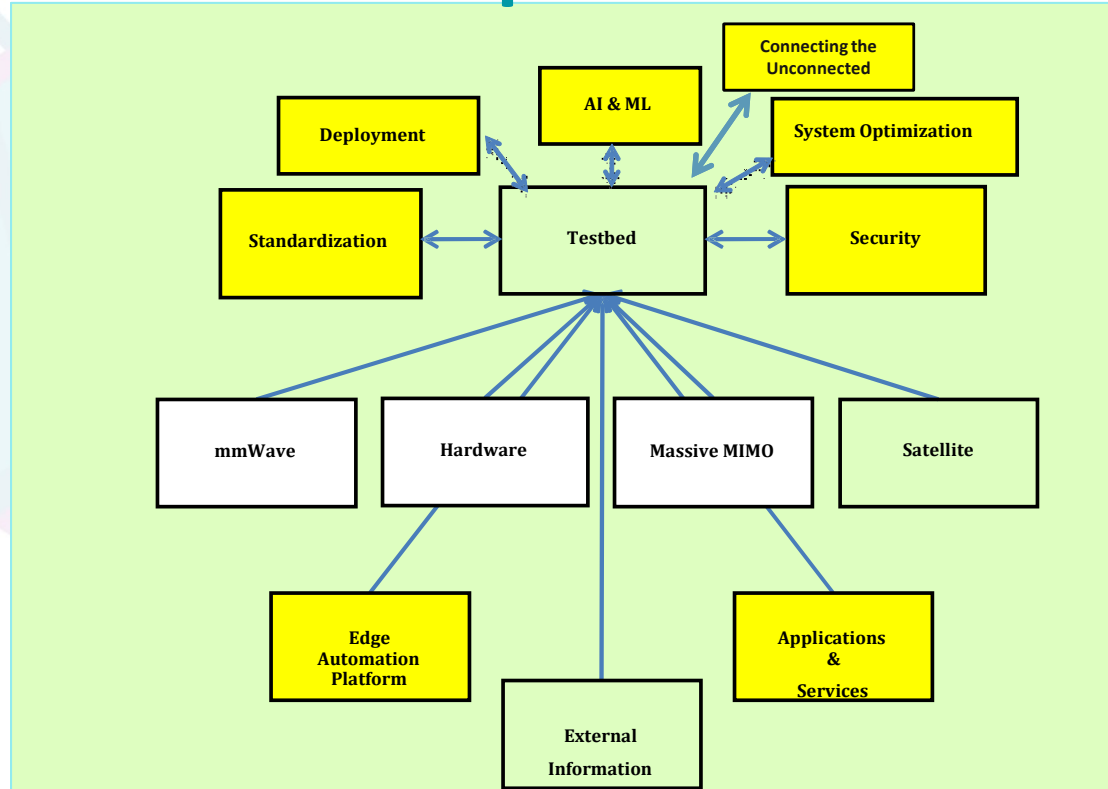 Connecting the
Unconnected
AI & ML
Deployment
System Optimization
Standardization
Testbed
Security
mmWave
Hardware
Massive MIMO
Satellite
Edge
Automation
Platform
Applications
&
Services
External
Information